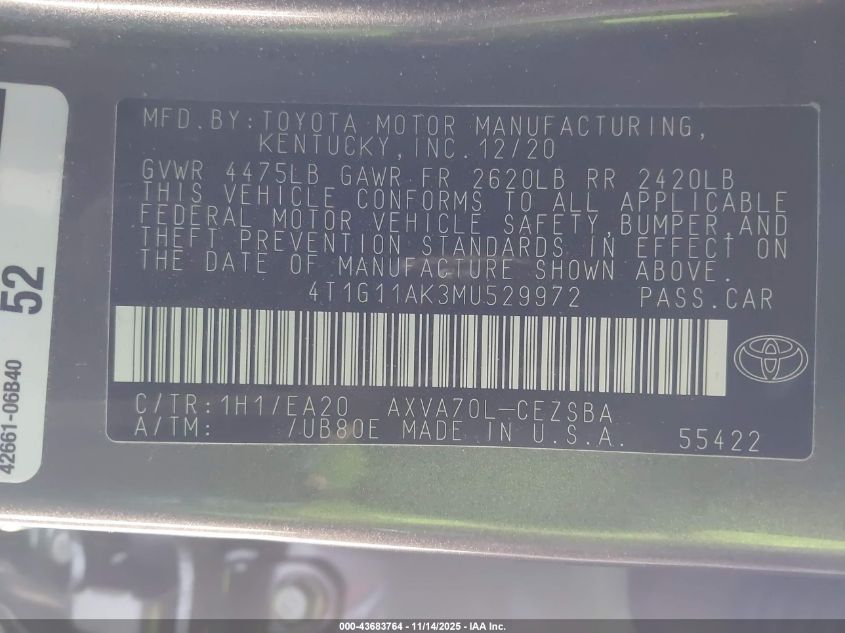 MFD. BY: TOYOTA MOTOR MANUFACTURING,
KENTUCKY, INC. 12/20
GVWR 4475LB GAWR FR 2620LB RR 2420LB
THIS VEHICLE CONFORMS TO ALL APPLICABLE
FEDERAL MOTOR VEHICLE SAFETY, BUMPER, AND
THEFT PREVENTION STANDARDS IN EFFECT ON
THE DATE OF MANUFACTURE SHOWN ABOVE.
4T1G11AK3MU529972 PASS.CAR
C/TR: 1H1/EA20 AXVA70L-CEZSBA
A/TM: /UB80E MADE IN U.S.A. 55422
52
42661-06B40
000-43683764 - 11/14/2025 - IAA Inc.